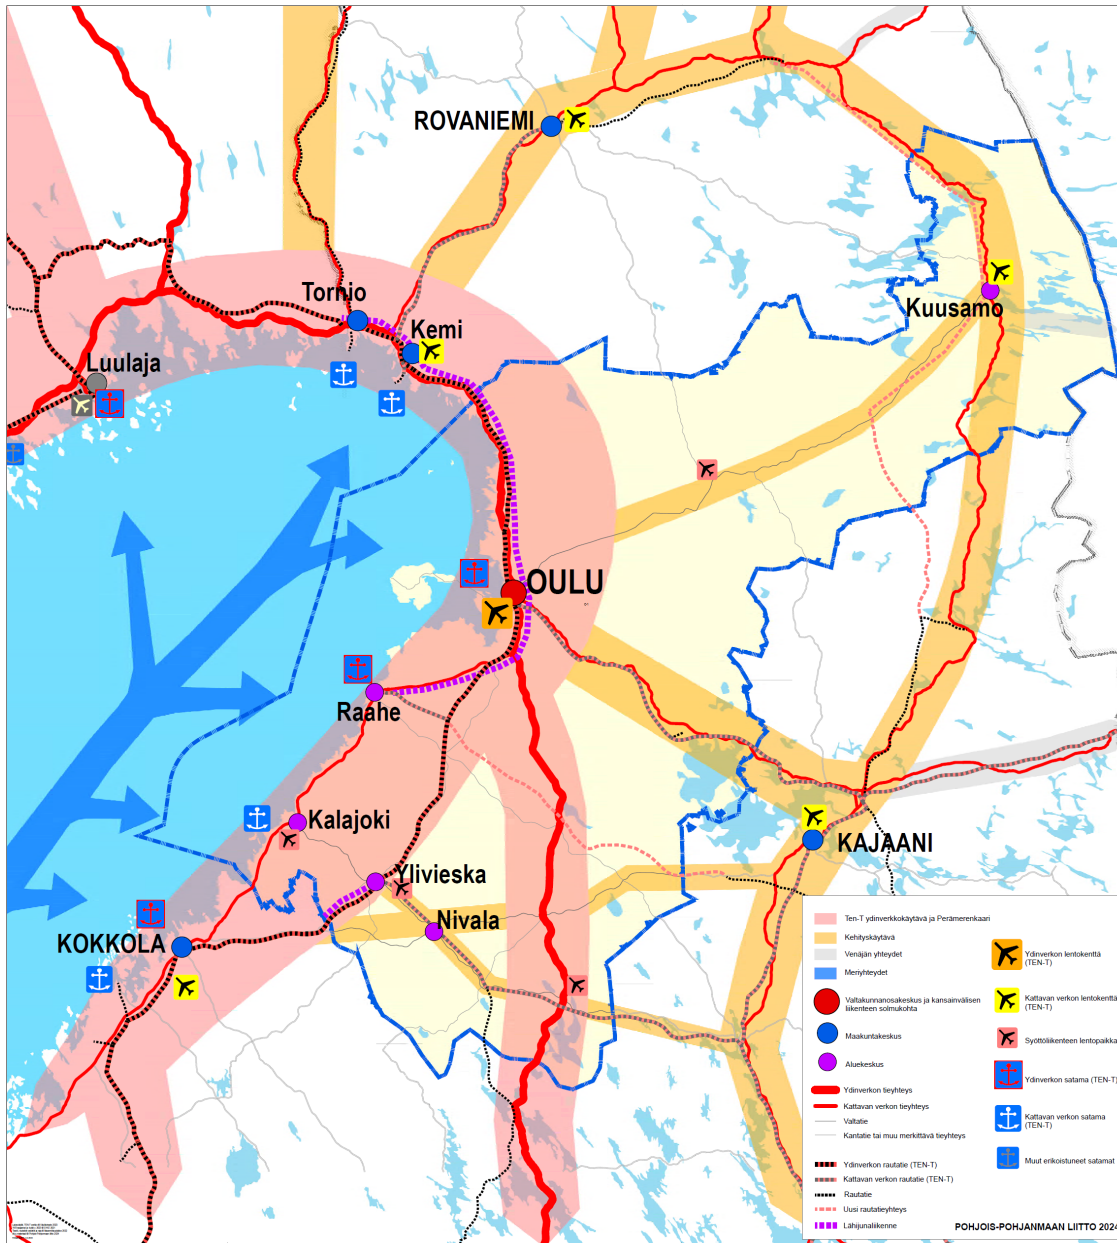 ROVANIEMI
Tornio
Kemi
Kuusamo
Luulaja
OULU
Raahe
Kalajoki
KAJAANI
Ylivieska
Nivala
KOKKOLA
Ten-T ydinverkkokäytävä ja Perämerenkaari
Kehityskäytävä
Venäjän yhteydet
Meriyhteydet
Valtakunnanosakeskus ja kansainvälisen
liikenteen solmukohta
Maakuntakeskus
Aluekeskus
Ydinverkon tieyhteys
Kattavan verkon tieyhteys
Valtatie
Kantatie tai muu merkittävä tieyhteys
Ydinverkon rautatie (TEN-T)
Kattavan verkon rautatie (TEN-T)
Rautatie
Uusi rautatieyhteys
Lähijunaliikenne
Ydinverkon lentokenttä
(TEN-T)
Kattavan verkon lentokenttä
(TEN-T)
Syöttöliikenteen lentopaikka
Ydinverkon satama (TEN-T)
Kattavan verkon satama
(TEN-T)
Muut erikoistuneet satamat
POHJOIS-POHJANMAAN LIITTO 2024